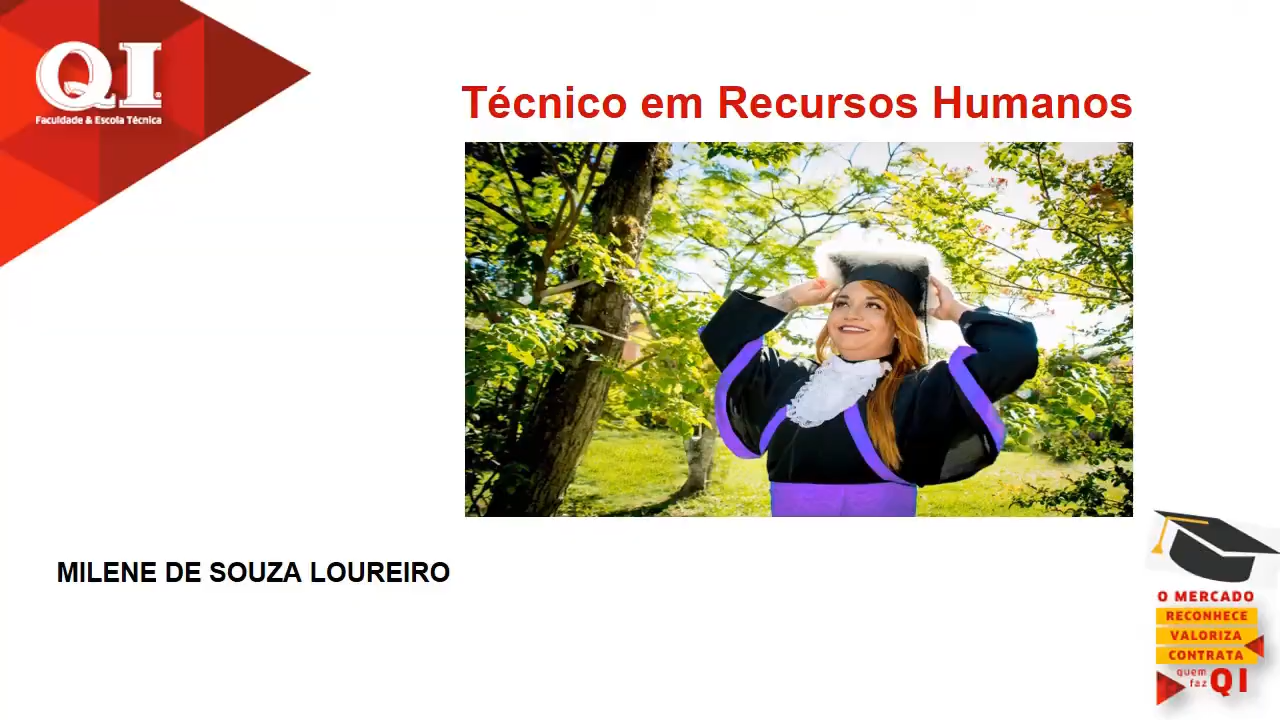 QI
Faculdade & Escola Técnica
Técnico em Recursos Humanos
MILENE DE SOUZA LOUREIRO
O MERCADO
RECONHECE
VALORIZA
CONTRATA
quem
faz QI